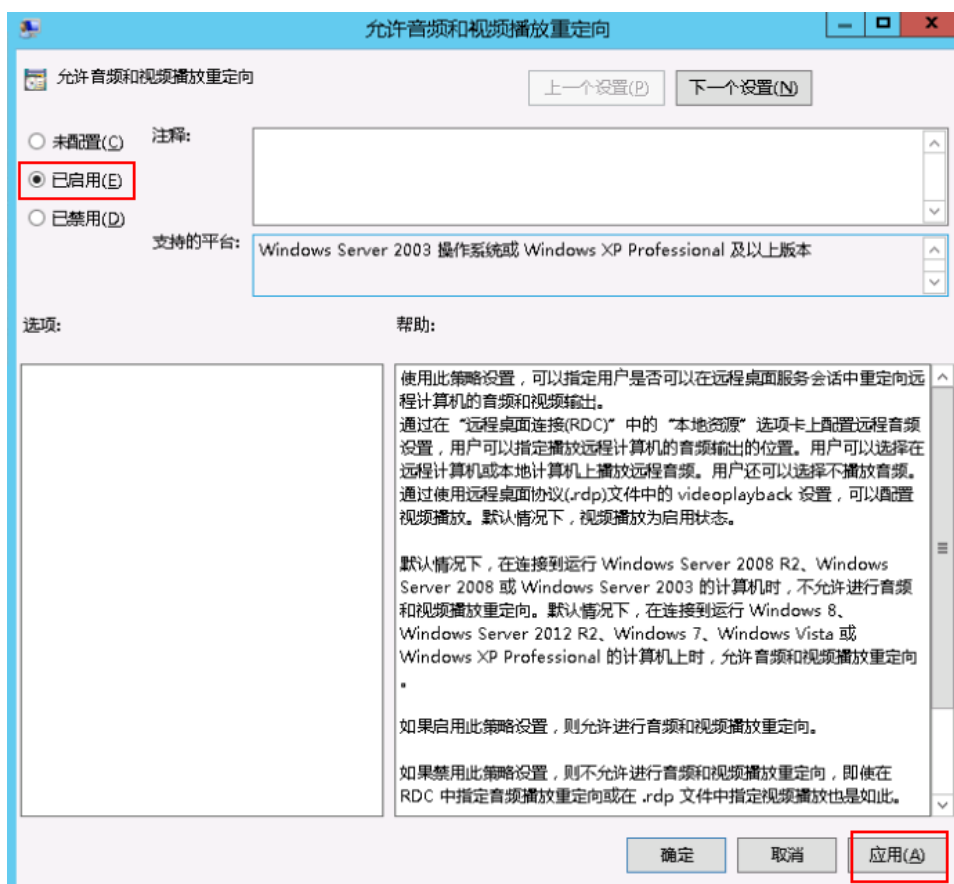 允许音频和视频播放重定向
允许音频和视频播放重定向
上一个设置(P)
下一个设置(N)
未配置(C)
注释:
已启用(E)
已禁用(D)
支持的平台:
Windows Server 2003 操作系统或 Windows XP Professional 及以上版本
选项:
帮助:
使用此策略设置，可以指定用户是否可以在远程桌面服务会话中重定向远
程计算机的音频和视频输出。
通过在“远程桌面连接(RDC)”中的“本地资源”选项卡上配置远程音频
设置，用户可以指定播放远程计算机的音频输出的位置。用户可以选择在
远程计算机或本地计算机上播放远程音频。用户还可以选择不播放音频。
通过使用远程桌面协议(.rdp)文件中的 videoplayback 设置，可以配置
视频播放。默认情况下，视频播放为启用状态。
默认情况下，在连接到运行 Windows Server 2008 R2、Windows
Server 2008 或 Windows Server 2003 的计算机时，不允许进行音频
和视频播放重定向。默认情况下，在连接到运行 Windows 8、
Windows Server 2012 R2、Windows 7、Windows Vista 或
Windows XP Professional 的计算机上时，允许音频和视频播放重定向
。
如果启用此策略设置，则允许进行音频和视频播放重定向。
如果禁用此策略设置，则不允许进行音频和视频播放重定向，即使在
RDC 中指定音频播放重定向或在 .rdp 文件中指定视频播放也是如此。
确定
取消
应用(A)